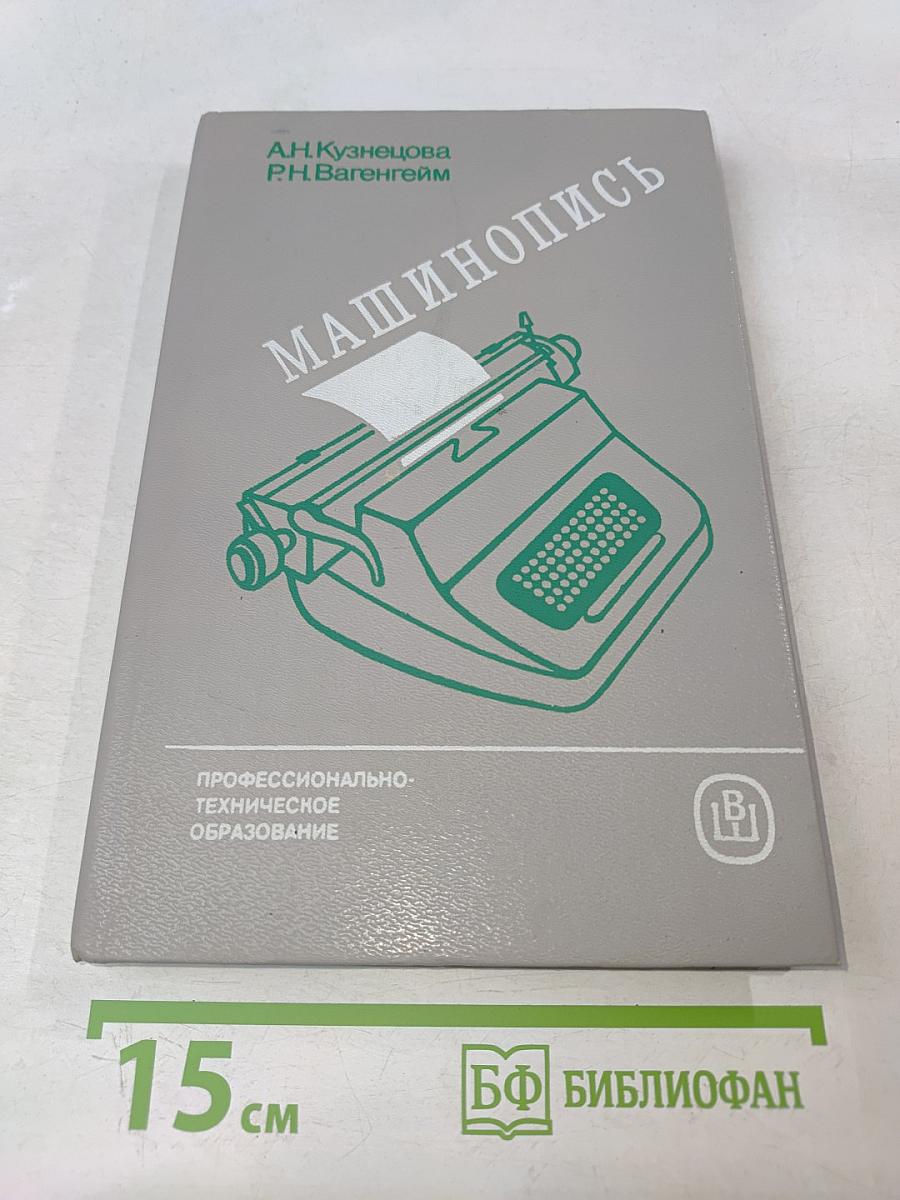 А.Н.Кузнецова
Р.Н.Вагенгейм
МАШИНОПИСЬ
ПРОФЕССИОНАЛЬНО-
ТЕХНИЧЕСКОЕ
ОБРАЗОВАНИЕ
ВШ
15 см
БФ БИБЛИОФАН